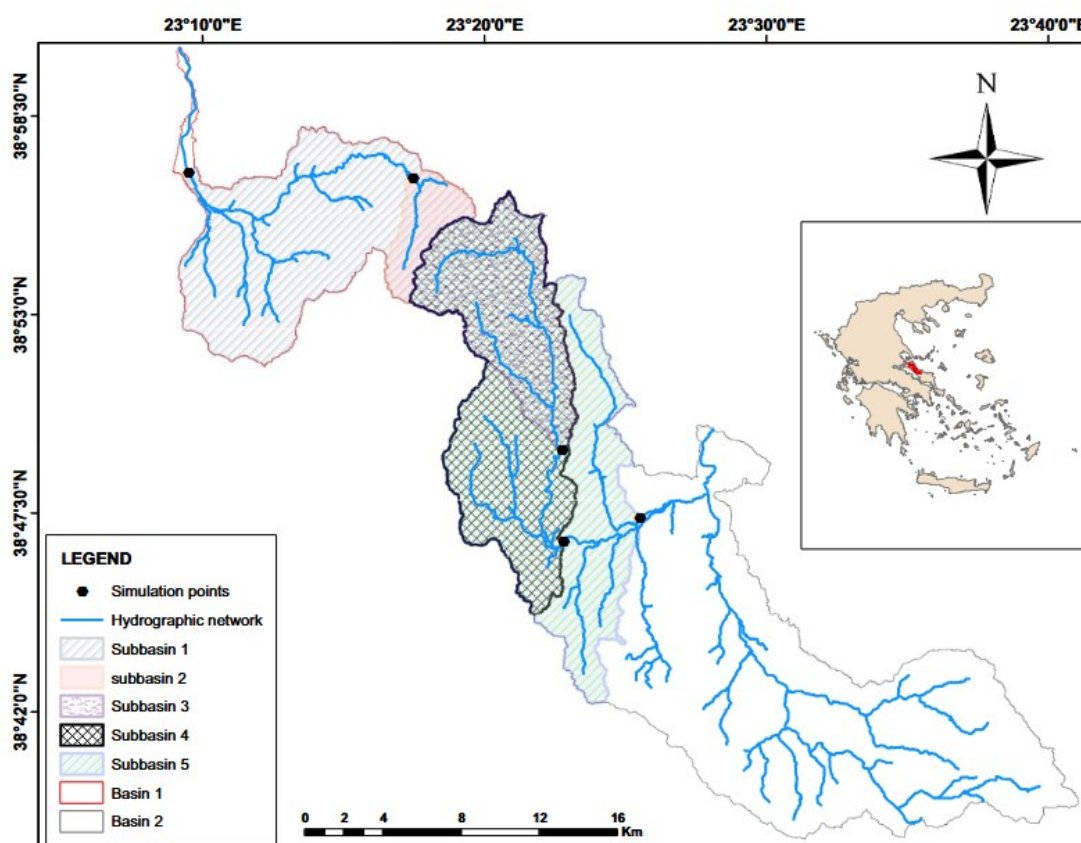 23°10'0"E 23°20'0"E 23°30'0"E 23°40'0"E
38°58'30"N
38°53'0"N
38°47'30"N
38°42'0"N
N
LEGEND
Simulation points
Hydrographic network
Subbasin 1
subbasin 2
Subbasin 3
Subbasin 4
Subbasin 5
Basin 1
Basin 2
0 2 4 8 12 16
Km